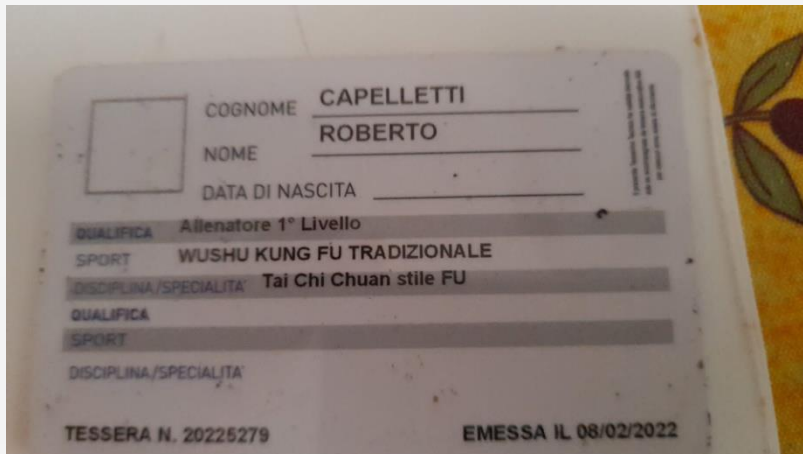 COGNOME CAPELLETTI
NOME ROBERTO
DATA DI NASCITA
QUALIFICA Allenatore 1° Livello
SPORT WUSHU KUNG FU TRADIZIONALE
DISCIPLINA/SPECIALITA' Tai Chi Chuan stile FU
QUALIFICA
SPORT
DISCIPLINA/SPECIALITA'
TESSERA N. 20225279 EMESSA IL 08/02/2022